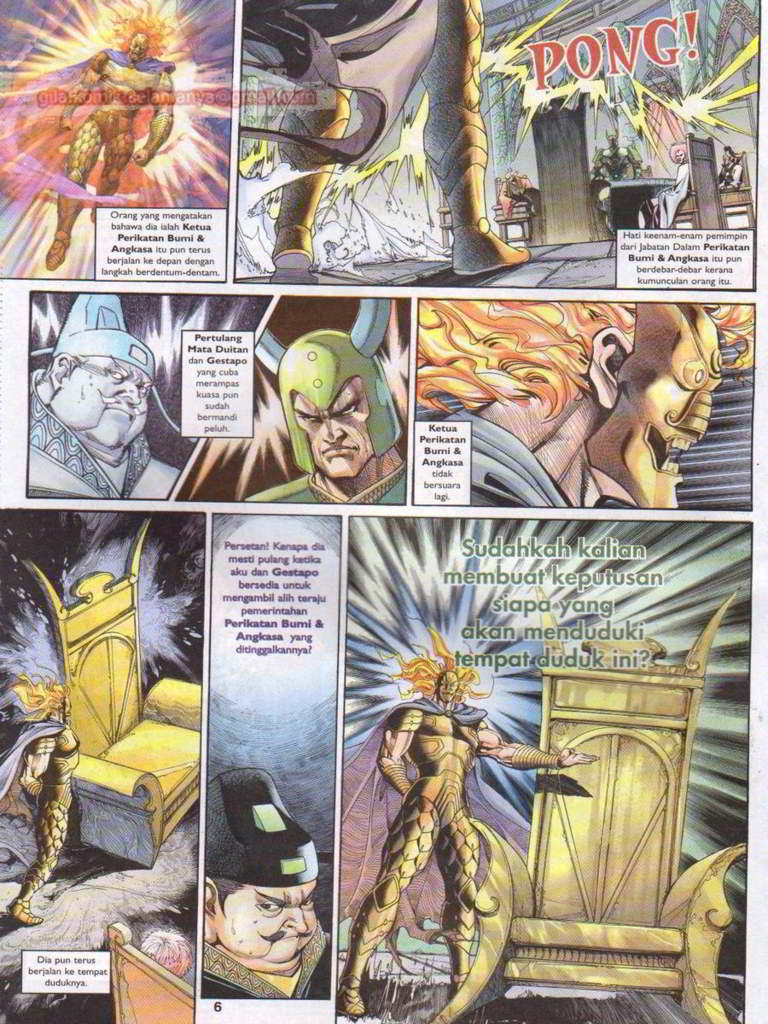 gila.komik.selamanya@gmail.com
Orang yang mengatakan
bahawa dia ialah Ketua
Perikatan Bumi &
Angkasa itu pun terus
berjalan ke depan dengan
langkah berdentum-dentam.
PONG!
Hati keenam-enam pemimpin
dari Jabatan Dalam Perikatan
Bumi & Angkasa itu pun
berdebar-debar kerana
kumunculan orang itu.
Pertulang
Mata Duitan
dan Gestapo
yang cuba
merampas
kuasa pun
sudah
bermandi
peluh.
Ketua
Perikatan
Bumi &
Angkasa
tidak
bersuara
lagi.
Dia pun terus
berjalan ke tempat
duduknya.
Persetan! Kenapa dia
mesti pulang ketika
aku dan Gestapo
bersedia untuk
mengambil alih teraju
pemerintahan
Perikatan Bumi &
Angkasa yang
ditinggalkannya?
Sudahkah kalian
membuat keputusan
siapa yang
akan menduduki
tempat duduk ini?
6